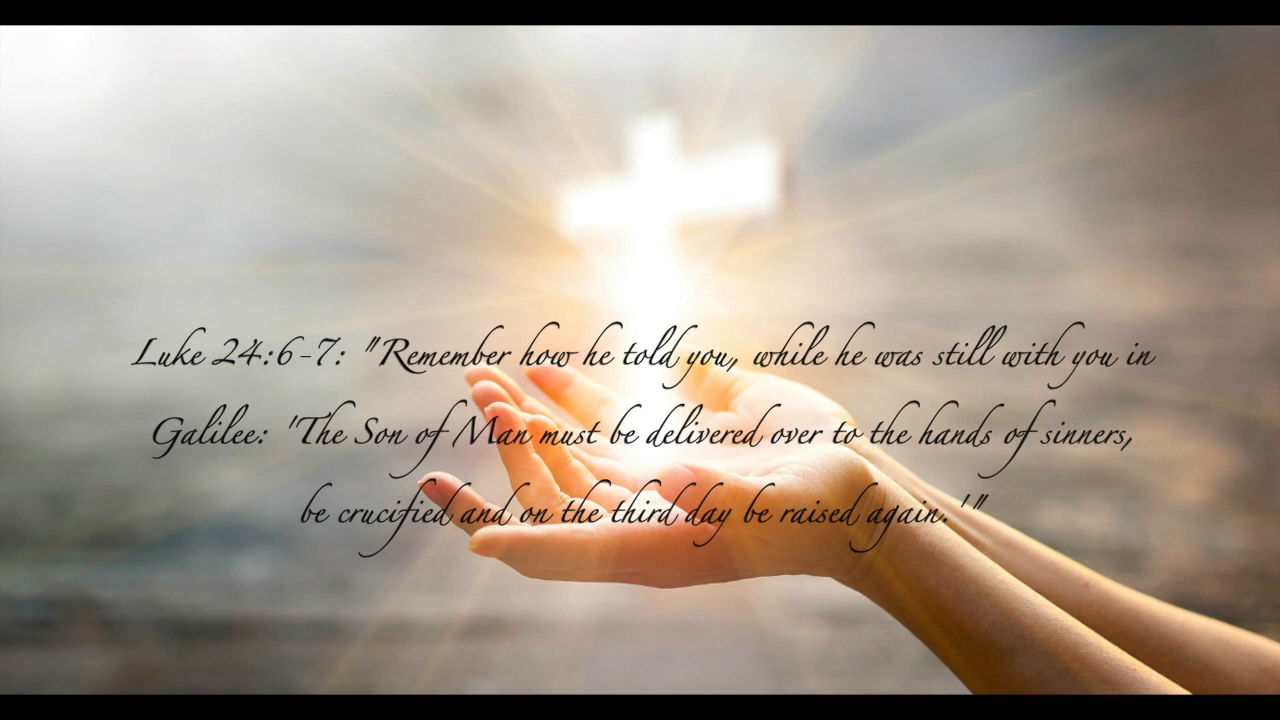 Luke 24:6-7: "Remember how he told you, while he was still with you in
Galilee: 'The Son of Man must be delivered over to the hands of sinners,
be crucified and on the third day be raised again.'"